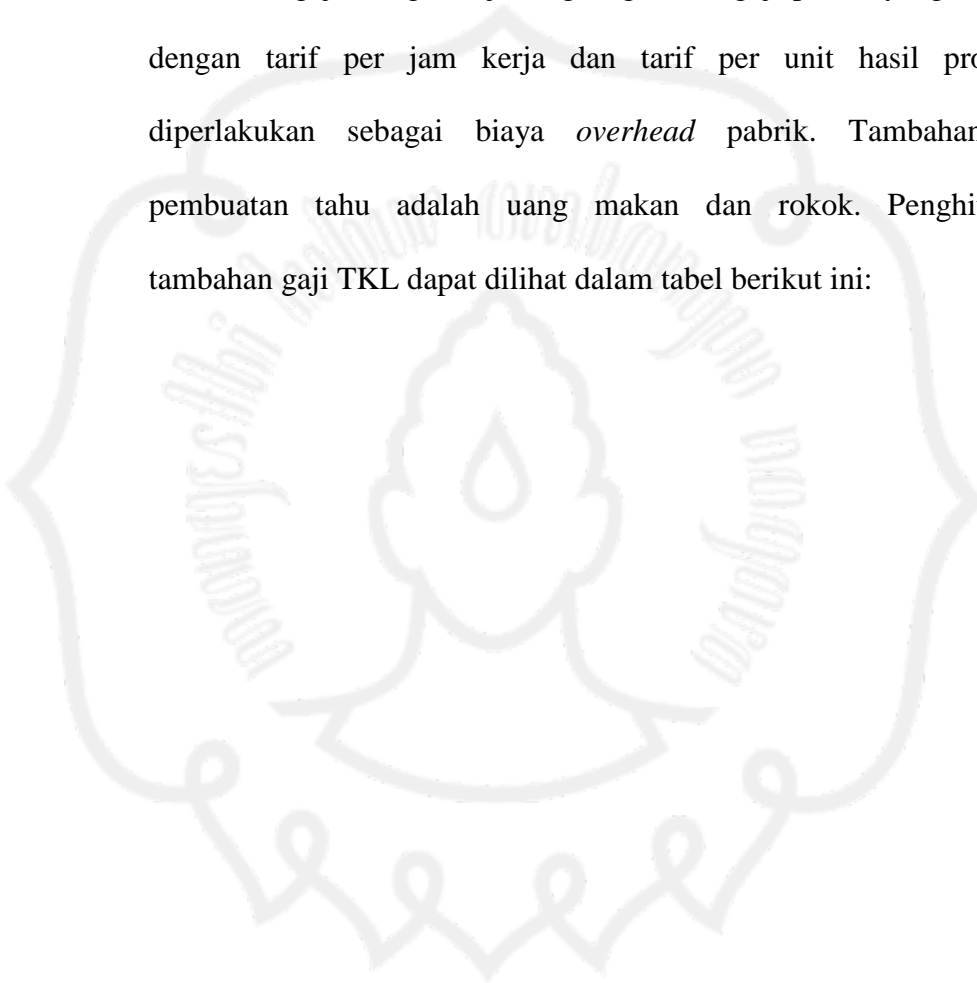 dengan tarif per jam kerja dan tarif per unit hasil pro
diperlakukan sebagai biaya overhead pabrik. Tambahan
pembuatan tahu adalah uang makan dan rokok. Penghi
tambahan gaji TKL dapat dilihat dalam tabel berikut ini: